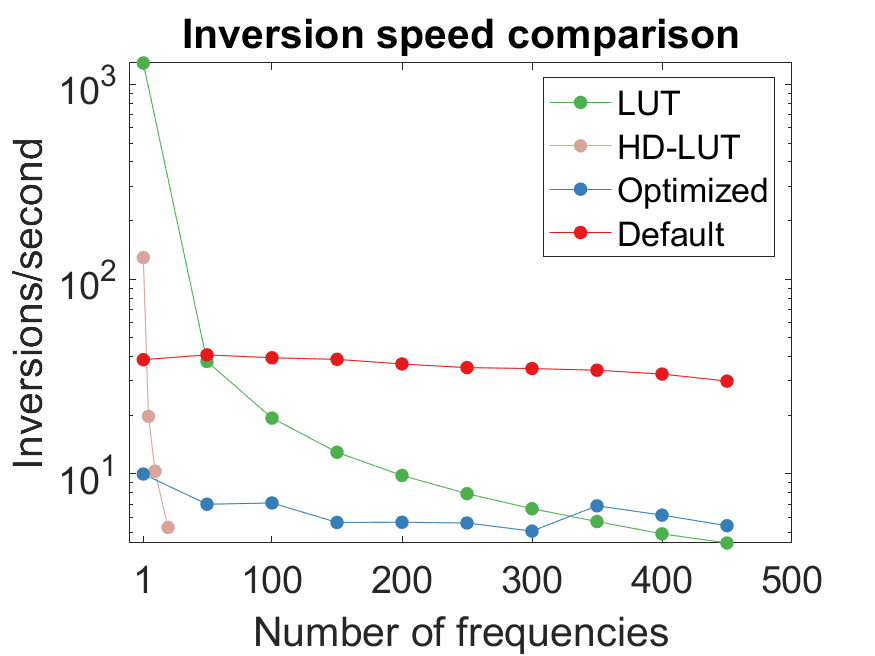 Inversion speed comparison
Inversions/second
10³
10²
10¹
LUT
HD-LUT
Optimized
Default
1 100 200 300 400 500
Number of frequencies